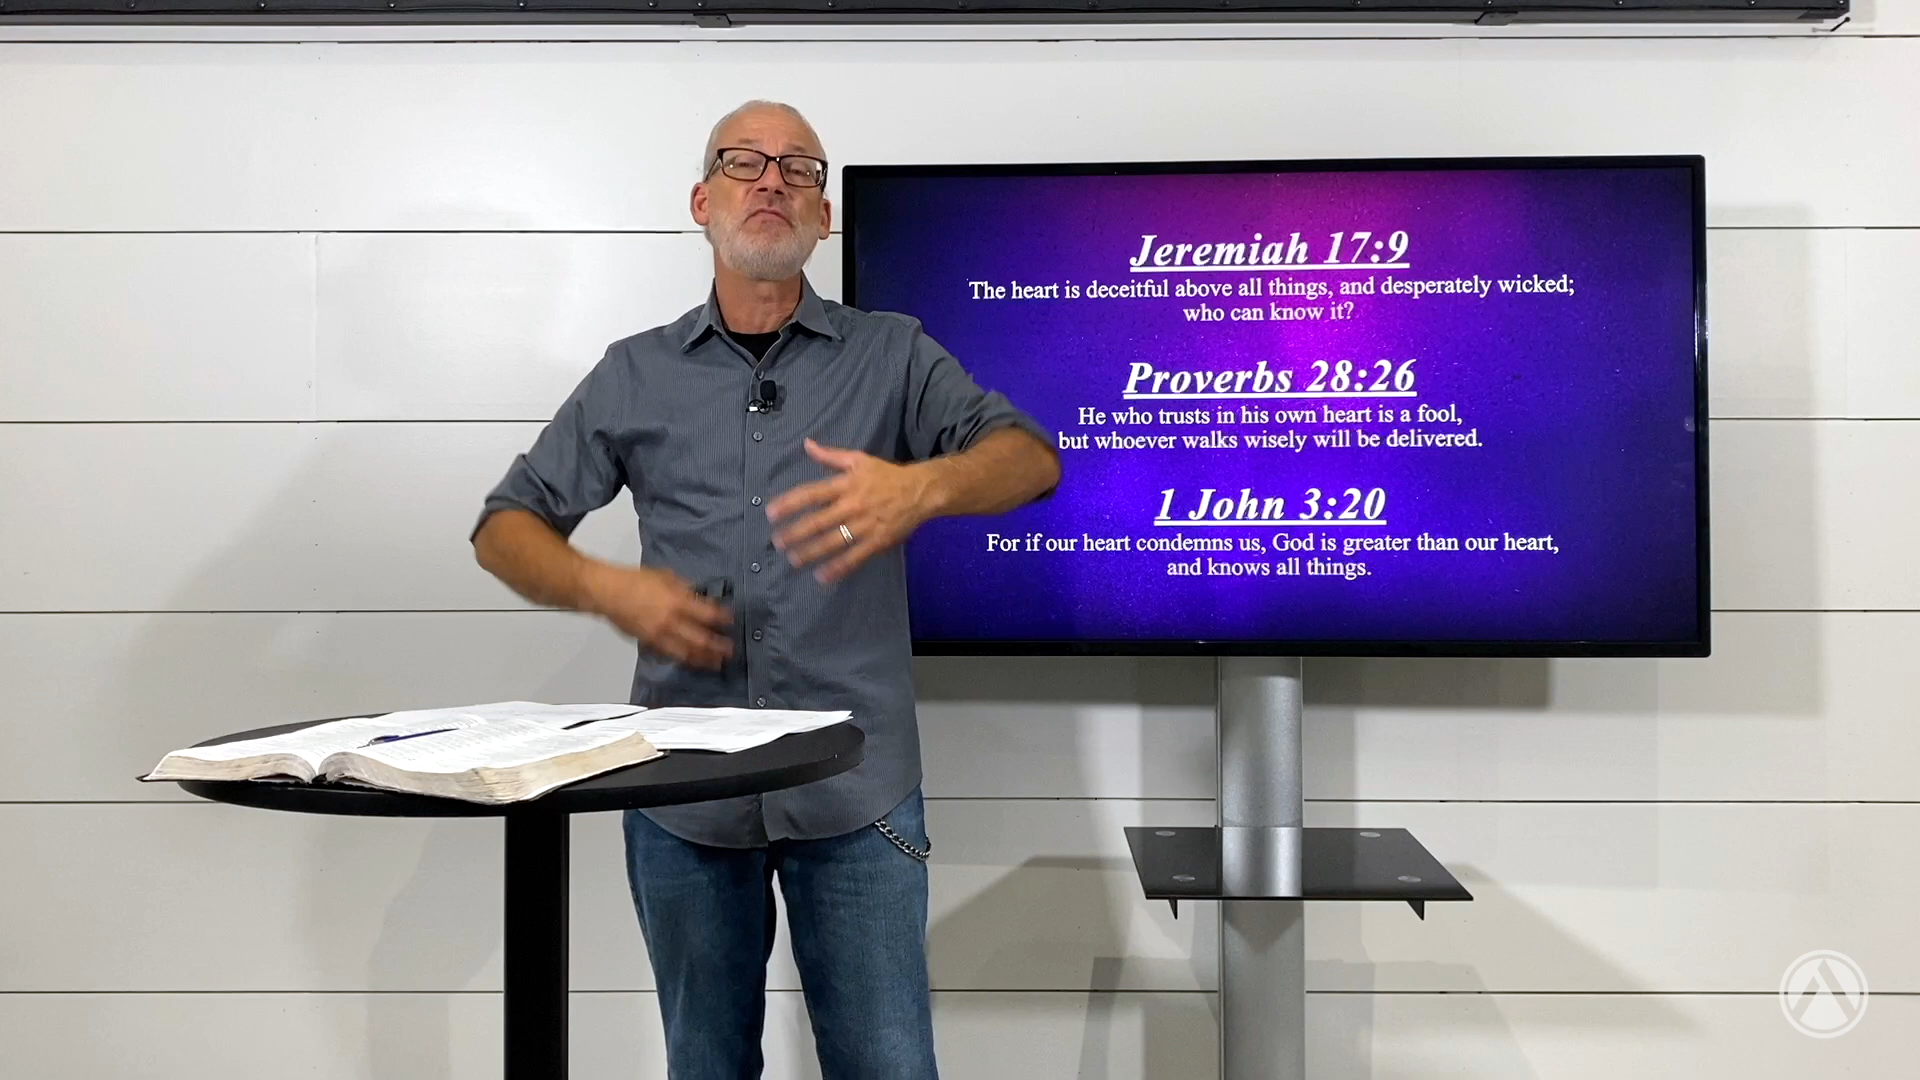 Jeremiah 17:9
The heart is deceitful above all things, and desperately wicked;
who can know it?
Proverbs 28:26
He who trusts in his own heart is a fool,
but whoever walks wisely will be delivered.
1 John 3:20
For if our heart condemns us, God is greater than our heart,
and knows all things.